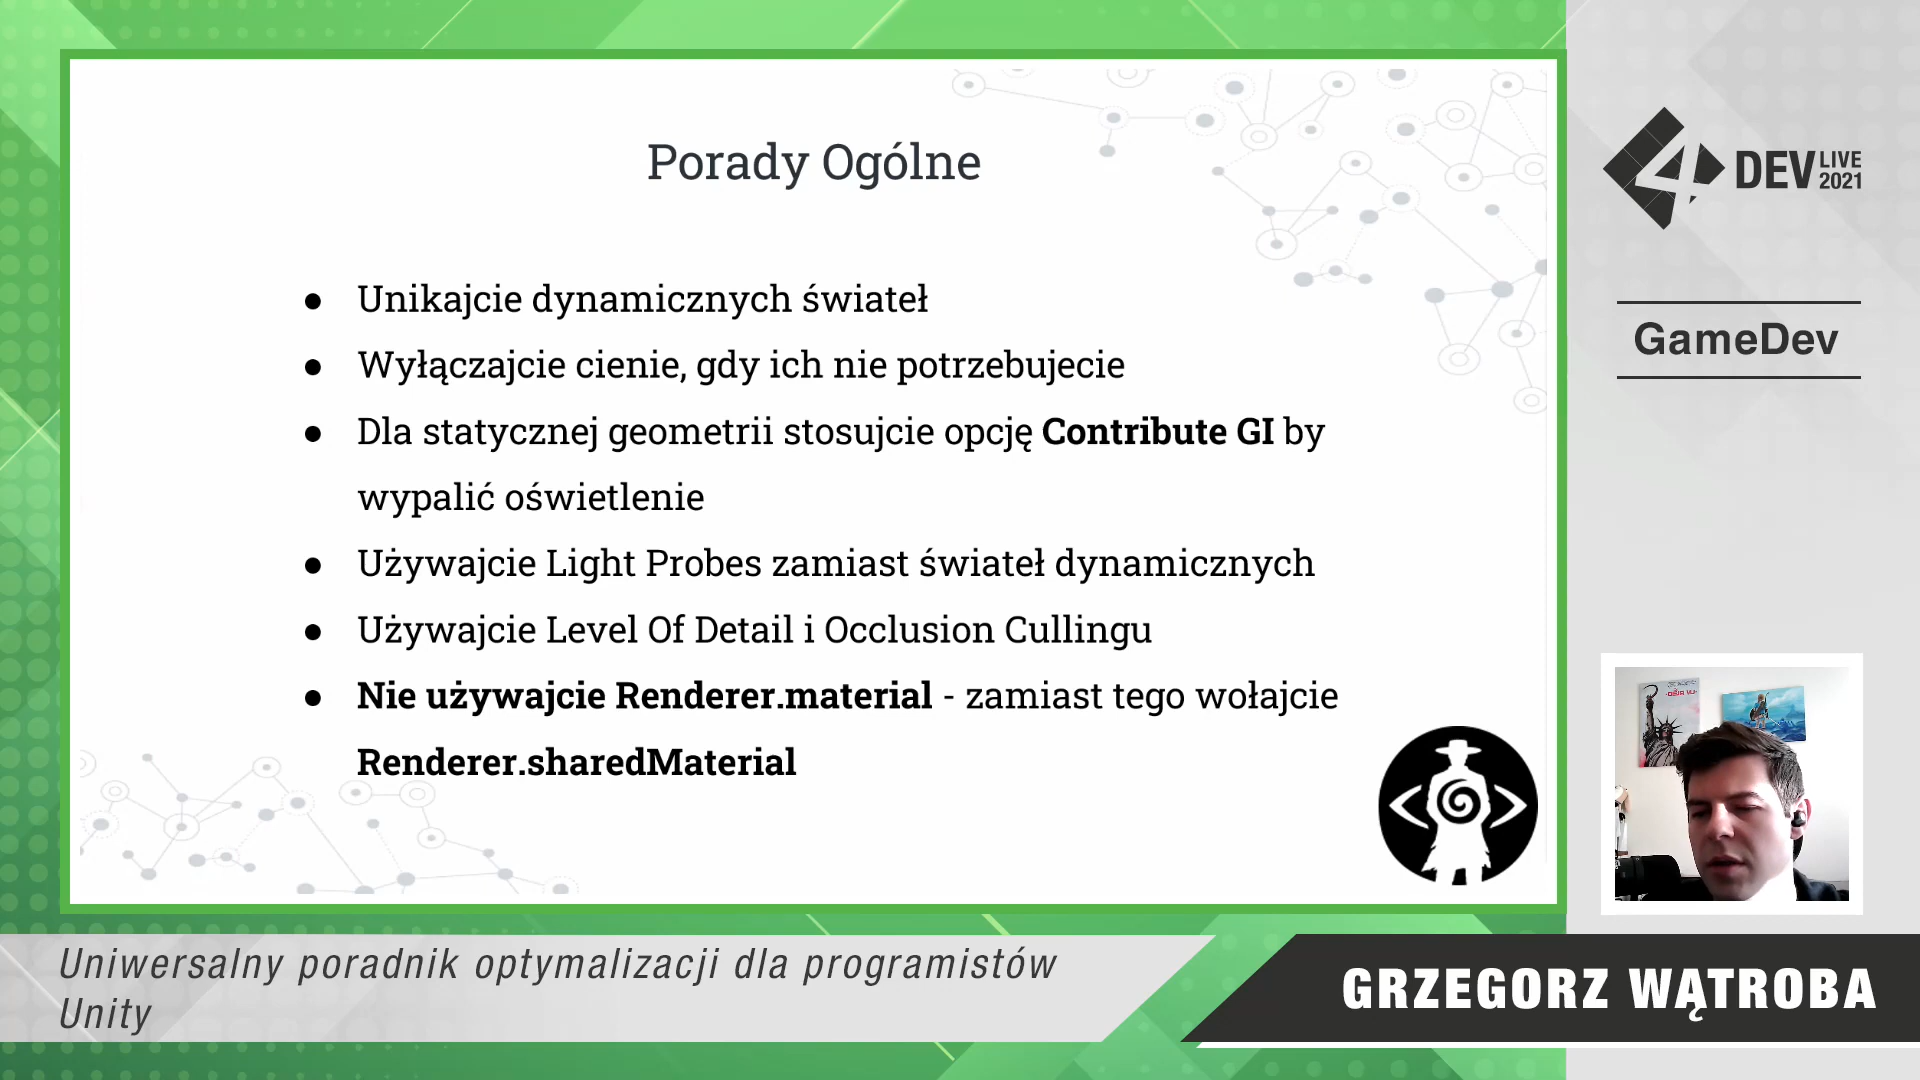 Porady Ogólne
● Unikajcie dynamicznych świateł
● Wyłączajcie cienie, gdy ich nie potrzebujecie
● Dla statycznej geometrii stosujcie opcję Contribute GI by
wypalić oświetlenie
● Używajcie Light Probes zamiast świateł dynamicznych
● Używajcie Level Of Detail i Occlusion Cullingu
● Nie używajcie Renderer.material - zamiast tego wołajcie
Renderer.sharedMaterial
4 DEV LIVE 2021
GameDev
Uniwersalny poradnik optymalizacji dla programistów
Unity
GRZEGORZ WĄTROBA